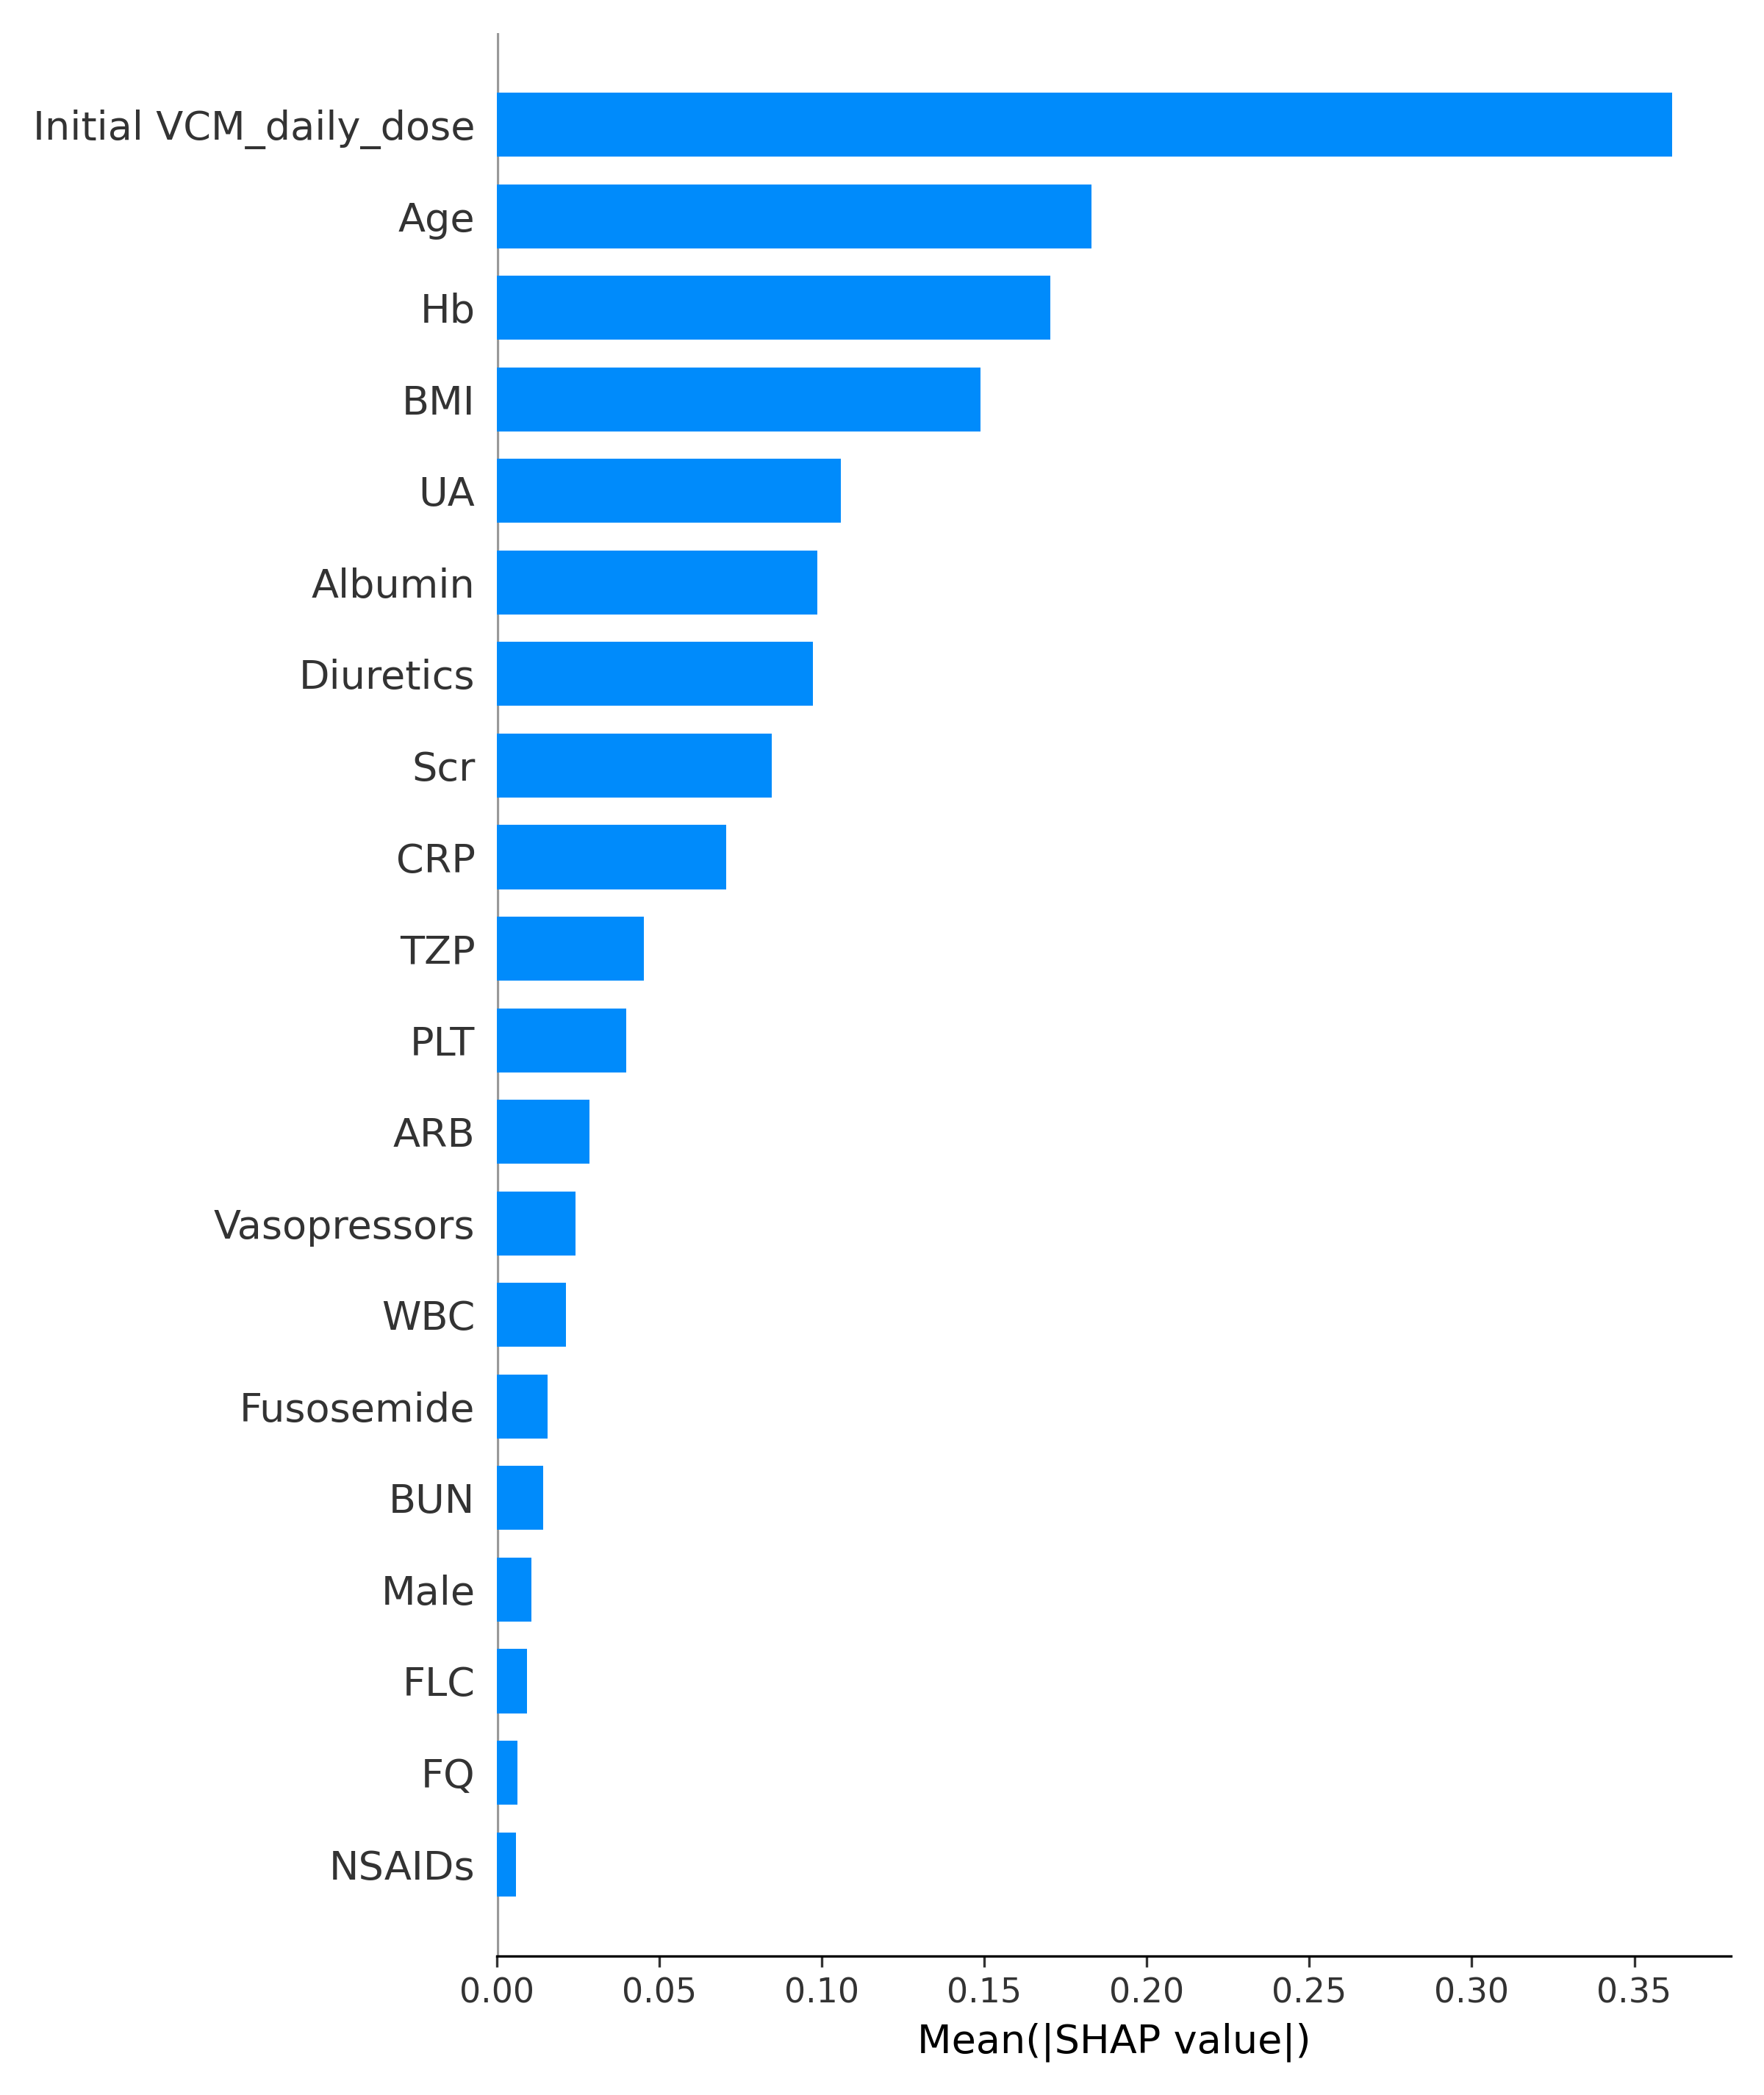 Initial VCM_daily_dose
Age
Hb
BMI
UA
Albumin
Diuretics
Scr
CRP
TZP
PLT
ARB
Vasopressors
WBC
Fusosemide
BUN
Male
FLC
FQ
NSAIDs
0.00 0.05 0.10 0.15 0.20 0.25 0.30 0.35
Mean(|SHAP value|)